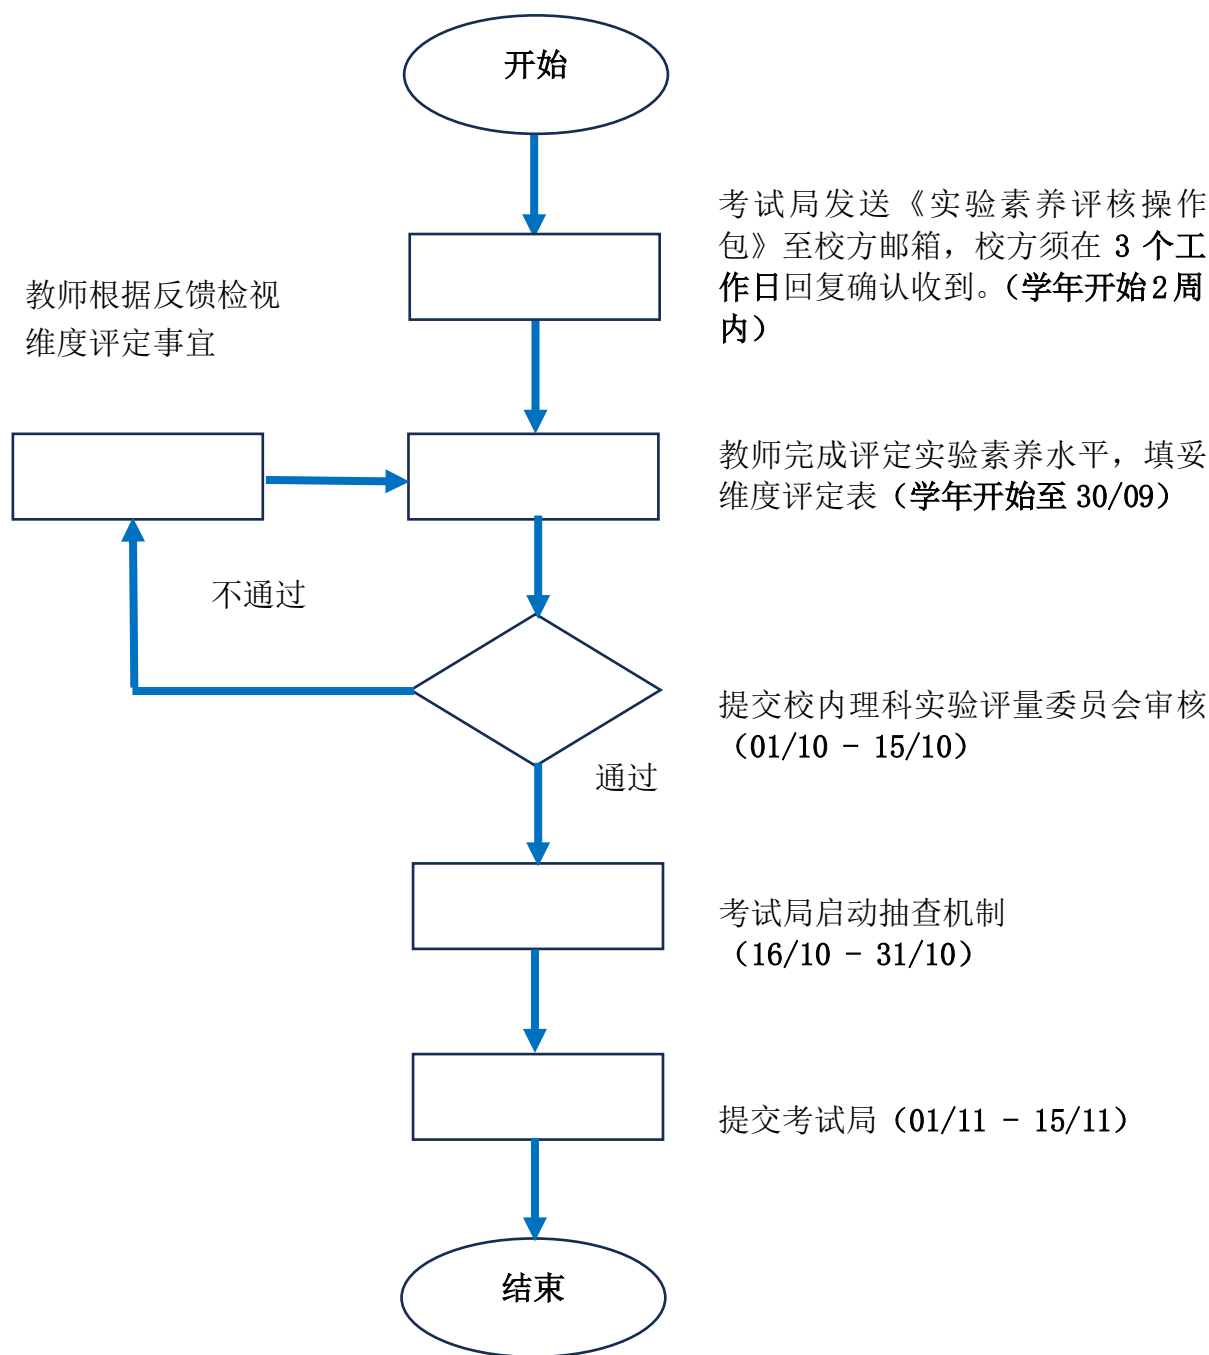 开始
考试局发送《实验素养评核操作
包》至校方邮箱，校方须在 3 个工
作日回复确认收到。（学年开始 2 周
内）
教师根据反馈检视
维度评定事宜
教师完成评定实验素养水平，填妥
维度评定表（学年开始至 30/09）
不通过
提交校内理科实验评量委员会审核
（01/10 - 15/10）
通过
考试局启动抽查机制
（16/10 - 31/10）
提交考试局（01/11 - 15/11）
结束